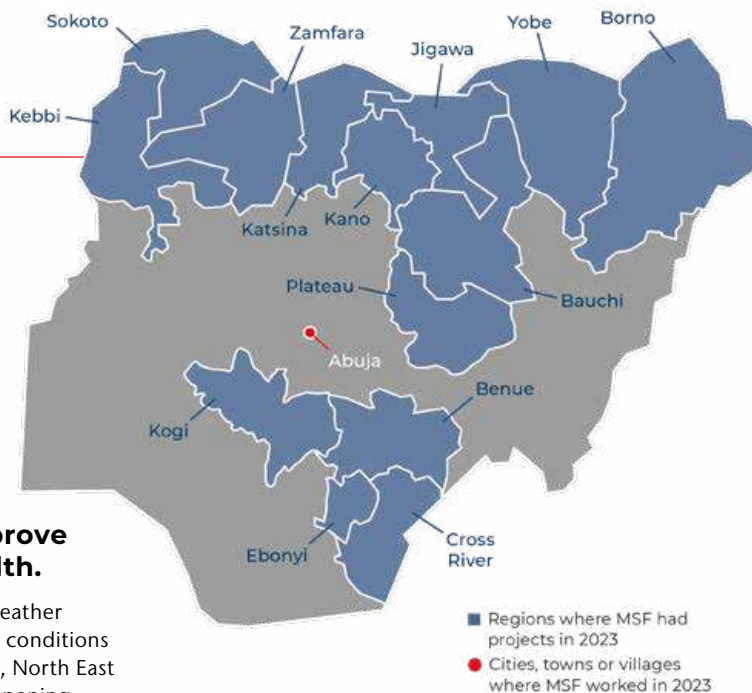 Sokoto
Zamfara
Jigawa
Yobe
Borno
Kebbi
Katsina
Kano
Plateau
Bauchi
Abuja
Benue
Kogi
Ebonyi
Cross
River
lth.
eather
conditions
, North East
Regions where MSF had
projects in 2023
Cities, towns or villages
where MSF worked in 2023